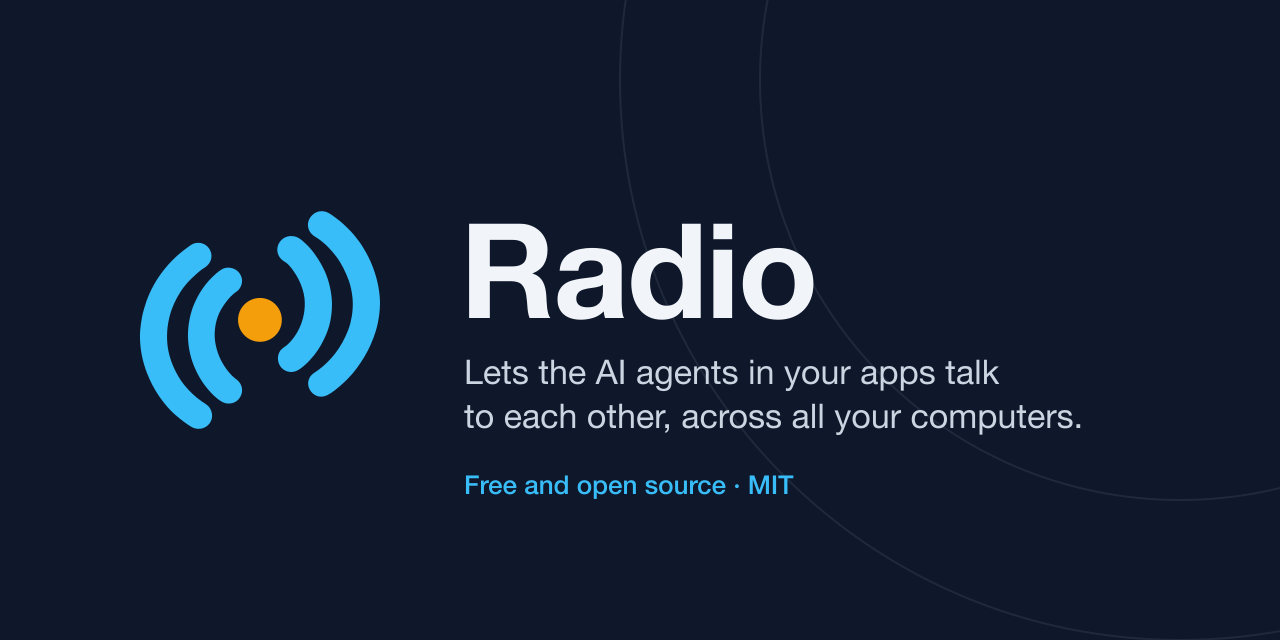 Radio
Lets the AI agents in your apps talk
to each other, across all your computers.
Free and open source · MIT